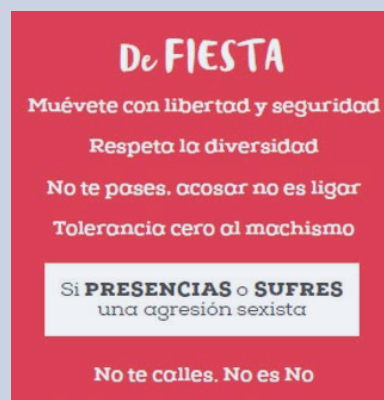 De FIESTA
Muévete con libertad y seguridad
Respeta la diversidad
No te pases. acosar no es ligar
Tolerancia cero al machismo
Si PRESENCIAS o SUFRES
una agresión sexista
No te calles. No es No